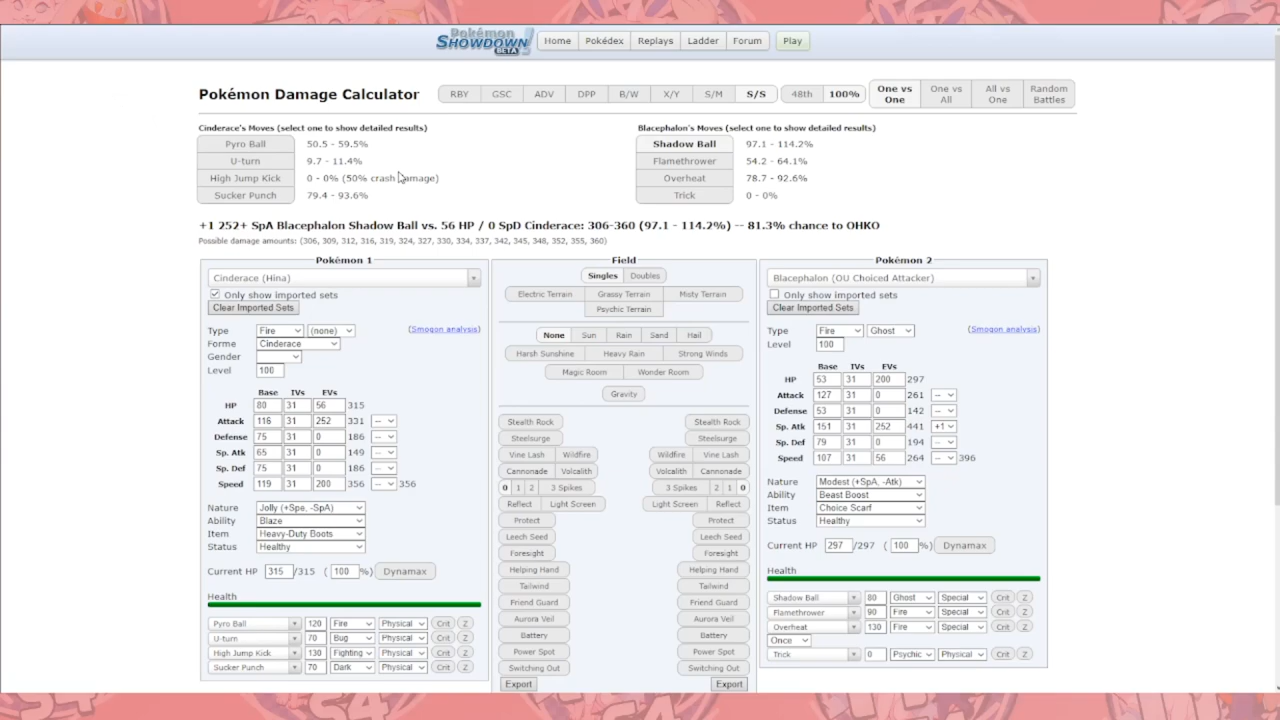 Pokémon
SHOWDOWN!
BETA
Home Pokédex Replays Ladder Forum Play
Pokémon Damage Calculator RBY GSC ADV DPP B/W X/Y S/M S/S 48th 100% One vs One One vs All All vs One Random Battles
Cinderace's Moves (select one to show detailed results) Blacephalon's Moves (select one to show detailed results)
Pyro Ball 50.5 - 59.5% Shadow Ball 97.1 - 114.2%
U-turn 9.7 - 11.4% Flamethrower 54.2 - 64.1%
High Jump Kick 0 - 0% (50% crash damage) Overheat 78.7 - 92.6%
Sucker Punch 79.4 - 93.6% Trick 0 - 0%
+1 252+ SpA Blacephalon Shadow Ball vs. 56 HP / 0 SpD Cinderace: 306-360 (97.1 - 114.2%) -- 81.3% chance to OHKO
Possible damage amounts: (306, 309, 312, 316, 319, 324, 327, 330, 334, 337, 342, 345, 348, 352, 355, 360)
Pokémon 1
Cinderace (Hina)
Only show imported sets
Clear Imported Sets
Type Fire (none) (Smogon analysis)
Forme Cinderace
Gender
Level 100
Base IVs EVs
HP 80 31 56 315
Attack 116 31 252 331 --
Defense 75 31 0 186 --
Sp. Atk 65 31 0 149 --
Sp. Def 75 31 0 186 --
Speed 119 31 200 356 -- 356
Nature Jolly (+Spe, -SpA)
Ability Blaze
Item Heavy-Duty Boots
Status Healthy
Current HP 315 /315 ( 100 %) Dynamax
Health
Pyro Ball 120 Fire Physical Crit Z
U-turn 70 Bug Physical Crit Z
High Jump Kick 130 Fighting Physical Crit Z
Sucker Punch 70 Dark Physical Crit Z
Field
Singles Doubles
Electric Terrain Grassy Terrain Misty Terrain
Psychic Terrain
None Sun Rain Sand Hail
Harsh Sunshine Heavy Rain Strong Winds
Magic Room Wonder Room
Gravity
Stealth Rock Stealth Rock
Steelsurge Steelsurge
Vine Lash Wildfire Wildfire Vine Lash
Cannonade Volcalith Volcalith Cannonade
0 1 2 3 Spikes 3 Spikes 2 1 0
Reflect Light Screen Light Screen Reflect
Protect Protect
Leech Seed Leech Seed
Foresight Foresight
Helping Hand Helping Hand
Tailwind Tailwind
Friend Guard Friend Guard
Aurora Veil Aurora Veil
Battery Battery
Power Spot Power Spot
Switching Out Switching Out
Export Export
Pokémon 2
Blacephalon (OU Choiced Attacker)
Only show imported sets
Clear Imported Sets
Type Fire Ghost (Smogon analysis)
Level 100
Base IVs EVs
HP 53 31 200 297
Attack 127 31 0 261 --
Defense 53 31 0 142 --
Sp. Atk 151 31 252 441 +1
Sp. Def 79 31 0 194 --
Speed 107 31 56 264 -- 396
Nature Modest (+SpA, -Atk)
Ability Beast Boost
Item Choice Scarf
Status Healthy
Current HP 297 /297 ( 100 %) Dynamax
Health
Shadow Ball 80 Ghost Special Crit Z
Flamethrower 90 Fire Special Crit Z
Overheat 130 Fire Special Crit Z
Once
Trick 0 Psychic Physical Crit Z